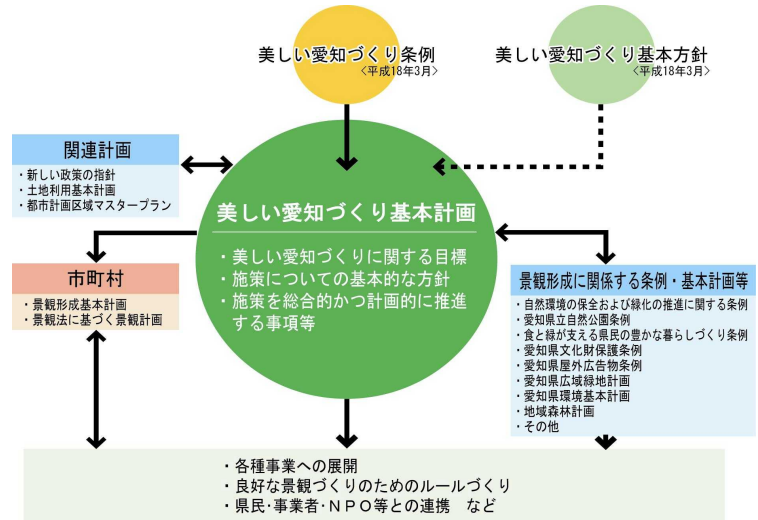 美しい愛知づくり条例
<平成18年3月>
美しい愛知づくり基本方針
<平成18年3月>
関連計画
・新しい政策の指針
・土地利用基本計画
・都市計画区域マスタープラン
美しい愛知づくり基本計画
・美しい愛知づくりに関する目標
・施策についての基本的な方針
・施策を総合的かつ計画的に推進
する事項等
市町村
・景観形成基本計画
・景観法に基づく景観計画
景観形成に関係する条例・基本計画等
・自然環境の保全および緑化の推進に関する条例
・愛知県立自然公園条例
・食と緑が支える県民の豊かな暮らしづくり条例
・愛知県文化財保護条例
・愛知県屋外広告物条例
・愛知県広域緑地計画
・愛知県環境基本計画
・地域森林計画
・その他
・各種事業への展開
・良好な景観づくりのためのルールづくり
・県民・事業者・NPO等との連携　など